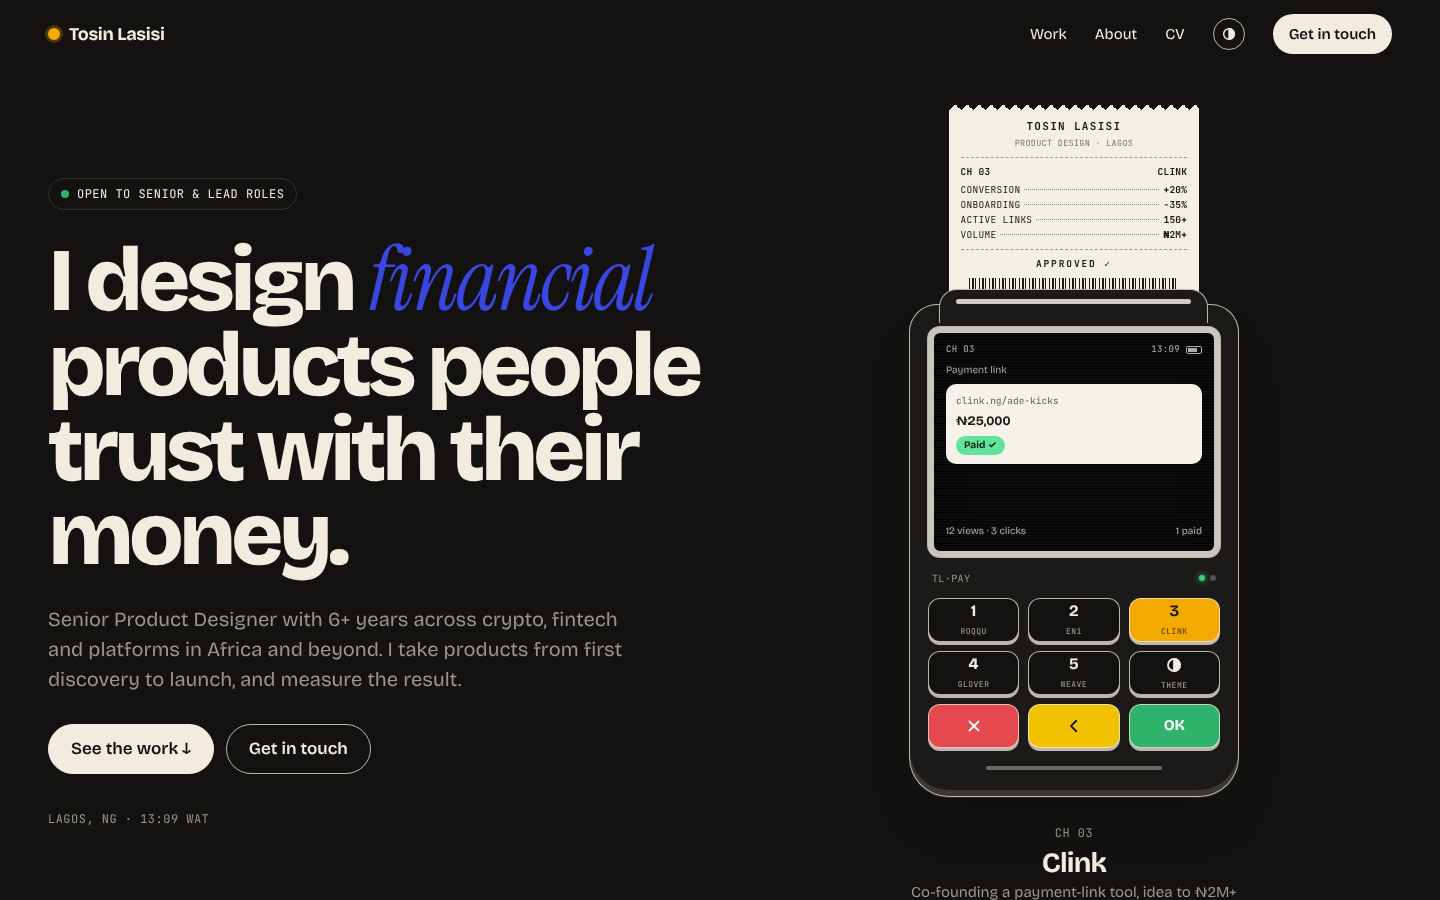 Tosin Lasisi
Work
About
CV
Get in touch
OPEN TO SENIOR & LEAD ROLES
I design financial
products people
trust with their
money.
Senior Product Designer with 6+ years across crypto, fintech
and platforms in Africa and beyond. I take products from first
discovery to launch, and measure the result.
See the work ↓
Get in touch
LAGOS, NG · 13:09 WAT
TOSIN LASISI
PRODUCT DESIGN · LAGOS
CH 03 CLINK
CONVERSION +20%
ONBOARDING -35%
ACTIVE LINKS 150+
VOLUME ₦2M+
APPROVED ✓
CH 03 13:09
Payment link
clink.ng/ade-kicks
₦25,000
Paid ✓
12 views · 3 clicks 1 paid
TL·PAY
1 2 3
ROQQU EN1 CLINK
4 5
GLOVER WEAVE THEME
OK
CH 03
Clink
Co-founding a payment-link tool, idea to ₦2M+